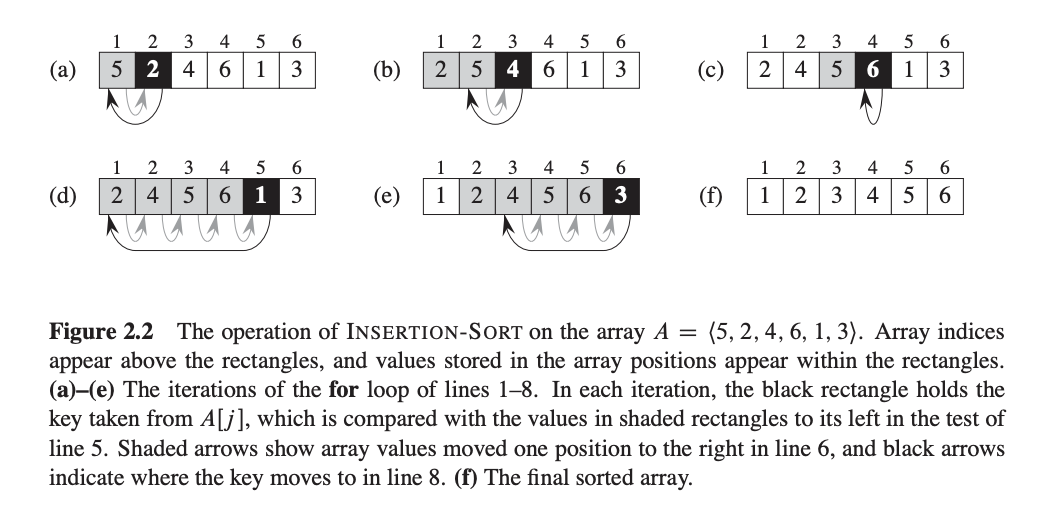 1 2 3 4 5 6
(a) 5 2 4 6 1 3
1 2 3 4 5 6
(b) 2 5 4 6 1 3
1 2 3 4 5 6
(c) 2 4 5 6 1 3
1 2 3 4 5 6
(d) 2 4 5 6 1 3
1 2 3 4 5 6
(e) 1 2 4 5 6 3
1 2 3 4 5 6
(f) 1 2 3 4 5 6
Figure 2.2 The operation of INSERTION-SORT on the array A = ⟨5, 2, 4, 6, 1, 3⟩. Array indices
appear above the rectangles, and values stored in the array positions appear within the rectangles.
(a)–(e) The iterations of the for loop of lines 1–8. In each iteration, the black rectangle holds the
key taken from A[j], which is compared with the values in shaded rectangles to its left in the test of
line 5. Shaded arrows show array values moved one position to the right in line 6, and black arrows
indicate where the key moves to in line 8. (f) The final sorted array.